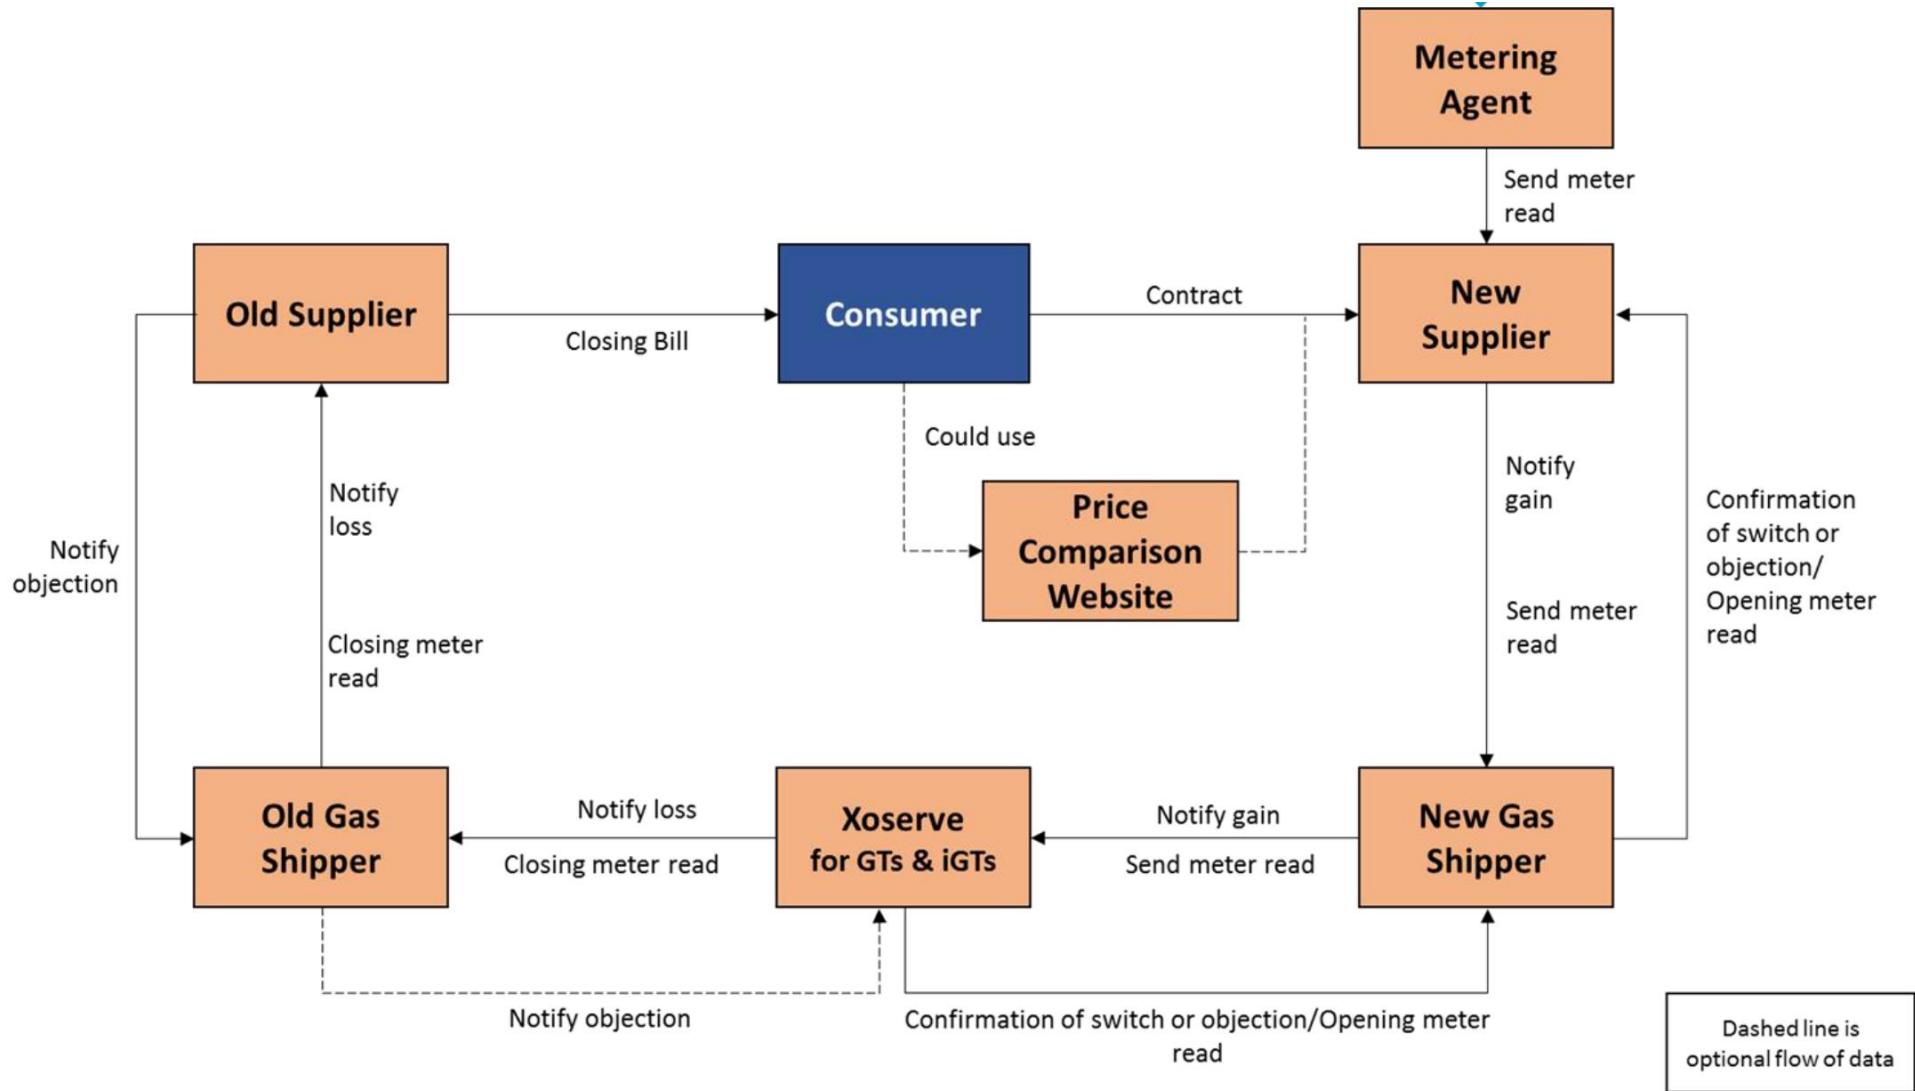 Metering
Agent
Send meter
read
Old Supplier
Closing Bill
Consumer
Contract
New
Supplier
Could use
Price
Comparison
Website
Notify
objection
Notify
loss
Closing meter
read
Notify
gain
Send meter
read
Confirmation
of switch or
objection/
Opening meter
read
Old Gas
Shipper
Notify loss
Closing meter read
Xoserve
for GTs & iGTs
Notify gain
Send meter read
New Gas
Shipper
Notify objection
Confirmation of switch or objection/Opening meter
read
Dashed line is
optional flow of data